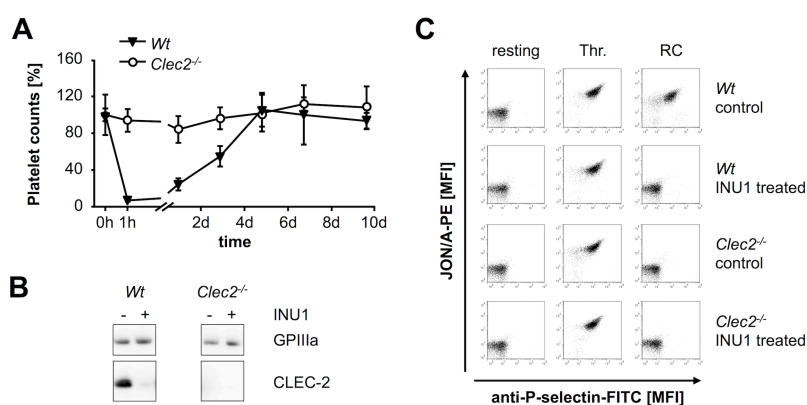 A
Wt
Clec2-/-
Platelet counts [%]
160
120
80
40
0
0h 1h 2d 4d 6d 8d 10d
time
B
Wt Clec2-/-
- + - + INU1
GPIIIa
CLEC-2
C
resting Thr. RC
Wt
control
Wt
INU1 treated
Clec2-/-
control
Clec2-/-
INU1 treated
JON/A-PE [MFI]
anti-P-selectin-FITC [MFI]